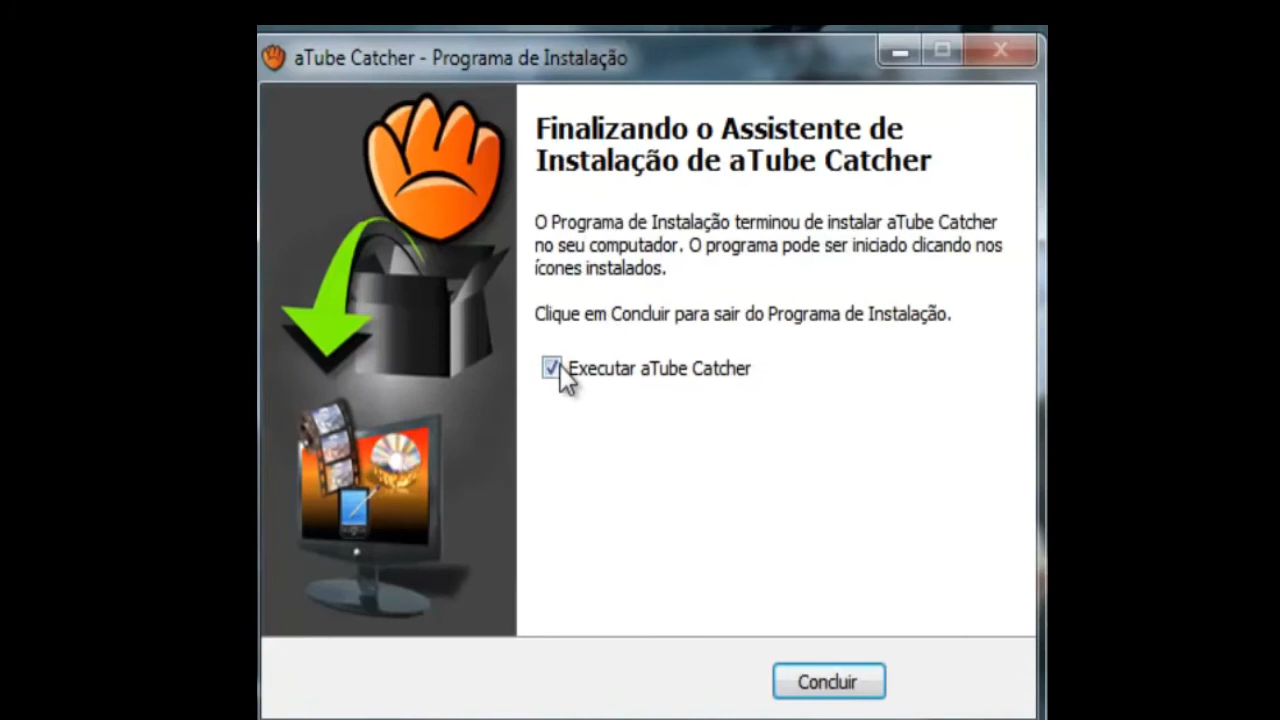 aTube Catcher - Programa de Instalação
Finalizando o Assistente de
Instalação de aTube Catcher
O Programa de Instalação terminou de instalar aTube Catcher
no seu computador. O programa pode ser iniciado clicando nos
ícones instalados.
Clique em Concluir para sair do Programa de Instalação.
Executar aTube Catcher
Concluir